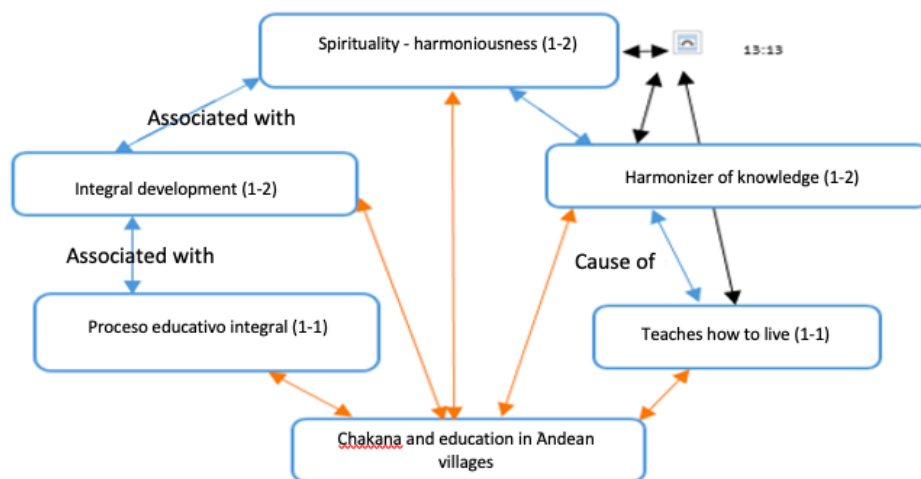 Spirituality - harmoniousness (1-2)
13:13
Associated with
Integral development (1-2)
Harmonizer of knowledge (1-2)
Associated with
Cause of
Proceso educativo integral (1-1)
Teaches how to live (1-1)
Chakana and education in Andean
villages